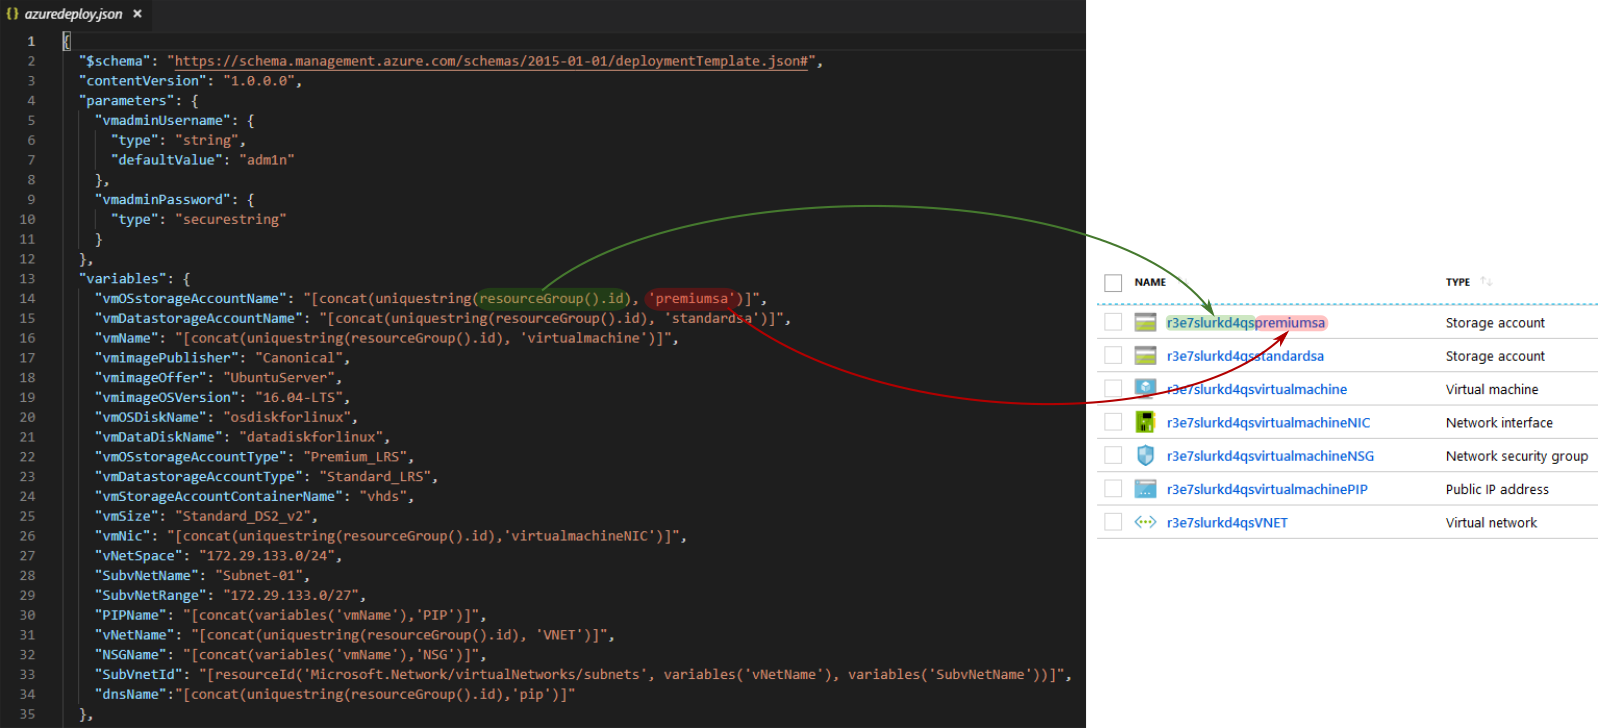 {} azuredeploy.json ×
1 {
2 "$schema": "https://schema.management.azure.com/schemas/2015-01-01/deploymentTemplate.json#",
3 "contentVersion": "1.0.0.0",
4 "parameters": {
5 "vmadminUsername": {
6 "type": "string",
7 "defaultValue": "adm1n"
8 },
9 "vmadminPassword": {
10 "type": "securestring"
11 }
12 },
13 "variables": {
14 "vmOSstorageAccountName": "[concat(uniquestring(resourceGroup().id), 'premiumsa')]",
15 "vmDatastorageAccountName": "[concat(uniquestring(resourceGroup().id), 'standardsa')]",
16 "vmName": "[concat(uniquestring(resourceGroup().id), 'virtualmachine')]",
17 "vmimagePublisher": "Canonical",
18 "vmimageOffer": "UbuntuServer",
19 "vmimageOSVersion": "16.04-LTS",
20 "vmOSDiskName": "osdiskforlinux",
21 "vmDataDiskName": "datadiskforlinux",
22 "vmOSstorageAccountType": "Premium_LRS",
23 "vmDatastorageAccountType": "Standard_LRS",
24 "vmStorageAccountContainerName": "vhds",
25 "vmSize": "Standard_DS2_v2",
26 "vmNic": "[concat(uniquestring(resourceGroup().id),'virtualmachineNIC')]",
27 "vNetSpace": "172.29.133.0/24",
28 "SubvNetName": "Subnet-01",
29 "SubvNetRange": "172.29.133.0/27",
30 "PIPName": "[concat(variables('vmName'),'PIP')]",
31 "vNetName": "[concat(uniquestring(resourceGroup().id), 'VNET')]",
32 "NSGName": "[concat(variables('vmName'),'NSG')]",
33 "SubVnetId": "[resourceId('Microsoft.Network/virtualNetworks/subnets', variables('vNetName'), variables('SubvNetName'))]",
34 "dnsName":"[concat(uniquestring(resourceGroup().id),'pip')]"
35 },
NAME TYPE
r3e7slurkd4qspremiumsa Storage account
r3e7slurkd4qsstandardsa Storage account
r3e7slurkd4qsvirtualmachine Virtual machine
r3e7slurkd4qsvirtualmachineNIC Network interface
r3e7slurkd4qsvirtualmachineNSG Network security group
r3e7slurkd4qsvirtualmachinePIP Public IP address
r3e7slurkd4qsVNET Virtual network